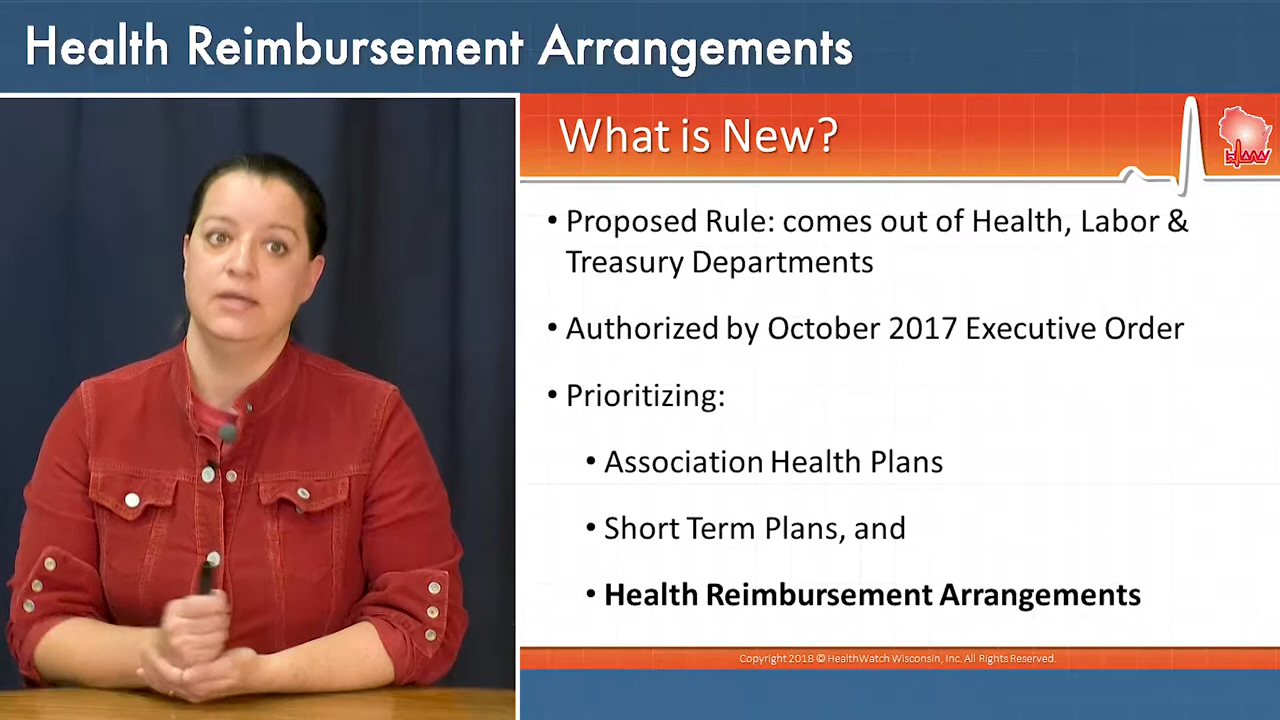 Health Reimbursement Arrangements
What is New?
• Proposed Rule: comes out of Health, Labor &
Treasury Departments
• Authorized by October 2017 Executive Order
• Prioritizing:
• Association Health Plans
• Short Term Plans, and
• Health Reimbursement Arrangements
Copyright 2018 © HealthWatch Wisconsin, Inc. All Rights Reserved.